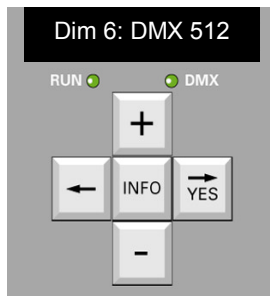 Dim 6: DMX 512
RUN DMX
+
← INFO → YES
-